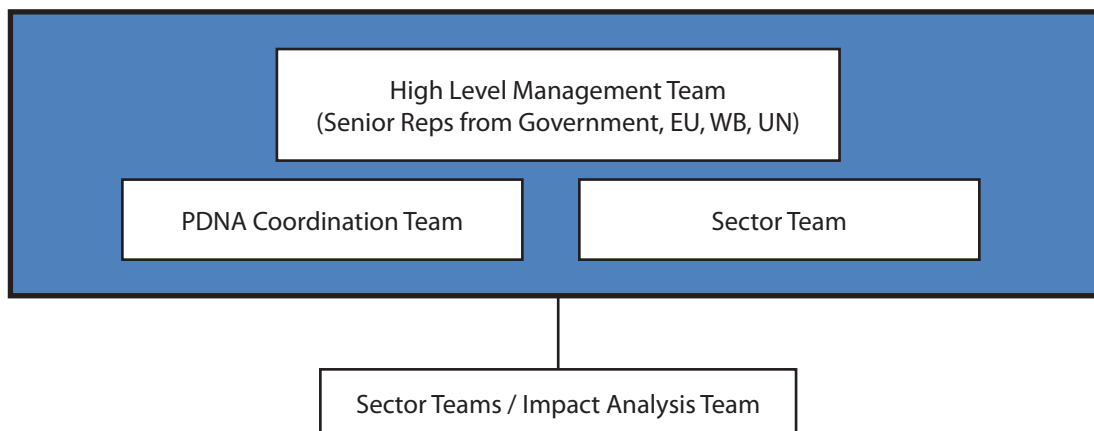 High Level Management Team
(Senior Reps from Government, EU, WB, UN)
PDNA Coordination Team
Sector Team
Sector Teams / Impact Analysis Team